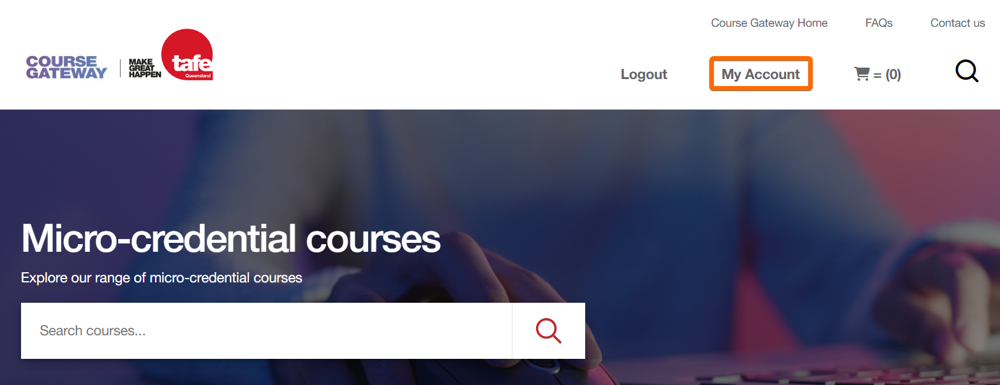 Course Gateway Home FAQs Contact us
COURSE
GATEWAY
MAKE
GREAT
HAPPEN
tafe
Queensland
Logout My Account = (0)
Micro-credential courses
Explore our range of micro-credential courses
Search courses...